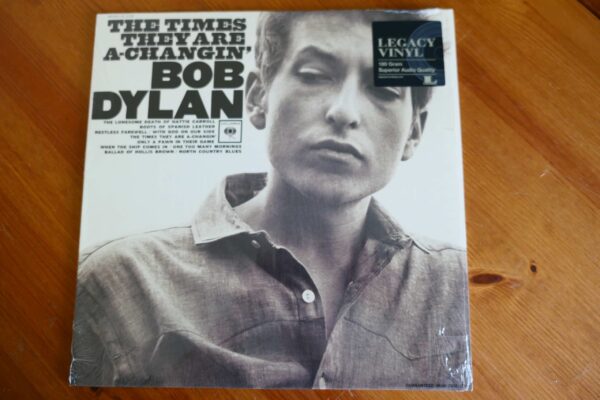 THE TIMES
THEY ARE
A-CHANGIN'
BOB
DYLAN
THE LONESOME DEATH OF HATTIE CARROLL
BOOTS OF SPANISH LEATHER
RESTLESS FAREWELL · WITH GOD ON OUR SIDE
THE TIMES THEY ARE A-CHANGIN'
ONLY A PAWN IN THEIR GAME
WHEN THE SHIP COMES IN · ONE TOO MANY MORNINGS
BALLAD OF HOLLIS BROWN · NORTH COUNTRY BLUES
LEGACY
VINYL
180 Gram
Superior Audio Quality